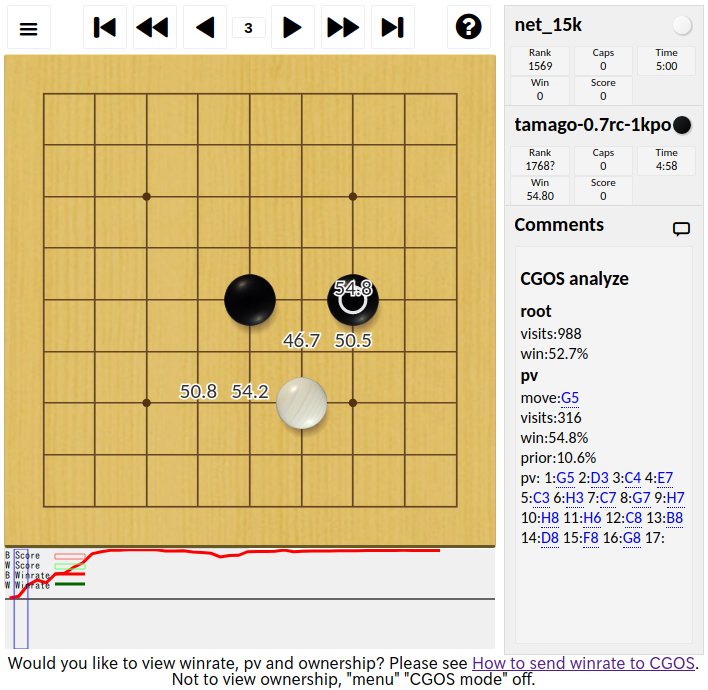 3
?
net_15k
Rank
1569
Caps
0
Time
5:00
Win
0
Score
0
tamago-0.7rc-1kpo
Rank
1768?
Caps
0
Time
4:58
Win
54.80
Score
0
Comments
CGOS analyze
root
visits:988
win:52.7%
pv
move:G5
visits:316
win:54.8%
prior:10.6%
pv: 1:G5 2:D3 3:C4 4:E7
5:C3 6:H3 7:C7 8:G7 9:H7
10:H8 11:H6 12:C8 13:B8
14:D8 15:F8 16:G8 17:
54.8
46.7 50.5
50.8 54.2
B Score
W Score
B Winrate
W Winrate
Would you like to view winrate, pv and ownership? Please see How to send winrate to CGOS.
Not to view ownership, "menu" "CGOS mode" off.